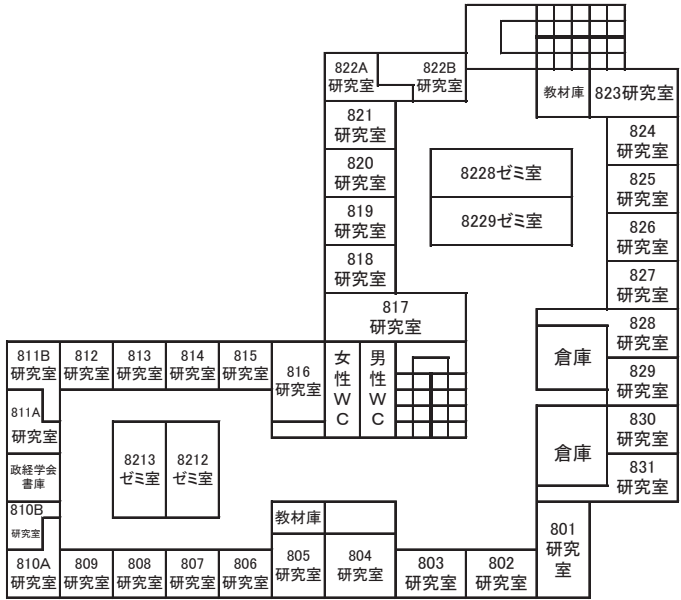 822A
研究室
822B
研究室
教材庫
823研究室
821
研究室
824
研究室
820
研究室
8228ゼミ室
825
研究室
819
研究室
8229ゼミ室
826
研究室
818
研究室
827
研究室
817
研究室
828
研究室
倉庫
829
研究室
811B
研究室
812
研究室
813
研究室
814
研究室
815
研究室
816
研究室
女性WC
男性WC
811A
研究室
830
研究室
倉庫
831
研究室
8213
ゼミ室
8212
ゼミ室
政経学会
書庫
810B
研究室
教材庫
801
研究
室
810A
研究室
809
研究室
808
研究室
807
研究室
806
研究室
805
研究室
804
研究室
803
研究室
802
研究室